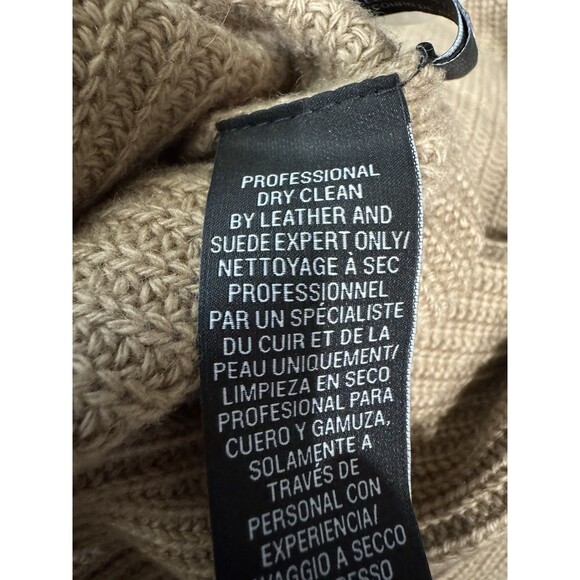 PROFESSIONAL
DRY CLEAN
BY LEATHER AND
SUEDE EXPERT ONLY/
NETTOYAGE À SEC
PROFESSIONNEL
PAR UN SPÉCIALISTE
DU CUIR ET DE LA
PEAU UNIQUEMENT/
LIMPIEZA EN SECO
PROFESIONAL PARA
CUERO Y GAMUZA,
SOLAMENTE A
TRAVÉS DE
PERSONAL CON
EXPERIENCIA/
A SECCO